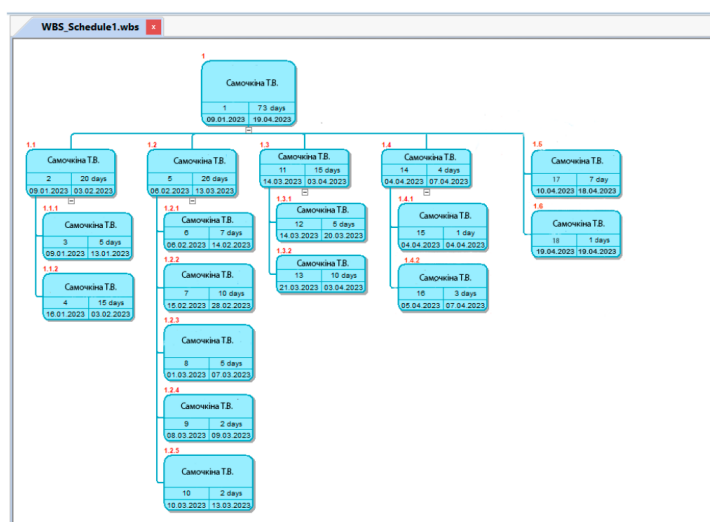 WBS_Schedule1.wbs x
1
Самочкіна Т.В.
1 73 days
09.01.2023 19.04.2023
1.1
Самочкіна Т.В.
2 20 days
09.01.2023 03.02.2023
1.1.1
Самочкіна Т.В.
3 5 days
09.01.2023 13.01.2023
1.1.2
Самочкіна Т.В.
4 15 days
16.01.2023 03.02.2023
1.2
Самочкіна Т.В.
5 26 days
06.02.2023 13.03.2023
1.2.1
Самочкіна Т.В.
6 7 days
06.02.2023 14.02.2023
1.2.2
Самочкіна Т.В.
7 10 days
15.02.2023 28.02.2023
1.2.3
Самочкіна Т.В.
8 5 days
01.03.2023 07.03.2023
1.2.4
Самочкіна Т.В.
9 2 days
08.03.2023 09.03.2023
1.2.5
Самочкіна Т.В.
10 2 days
10.03.2023 13.03.2023
1.3
Самочкіна Т.В.
11 15 days
14.03.2023 03.04.2023
1.3.1
Самочкіна Т.В.
12 5 days
14.03.2023 20.03.2023
1.3.2
Самочкіна Т.В.
13 10 days
21.03.2023 03.04.2023
1.4
Самочкіна Т.В.
14 4 days
04.04.2023 07.04.2023
1.4.1
Самочкіна Т.В.
15 1 day
04.04.2023 04.04.2023
1.4.2
Самочкіна Т.В.
16 3 days
05.04.2023 07.04.2023
1.5
Самочкіна Т.В.
17 7 day
10.04.2023 18.04.2023
1.6
Самочкіна Т.В.
18 1 days
19.04.2023 19.04.2023